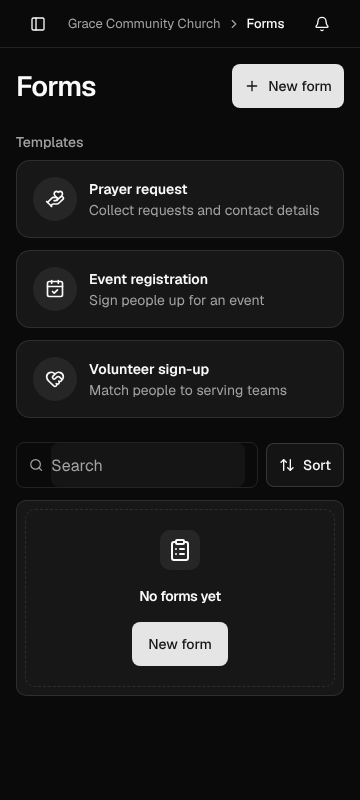 Grace Community Church > Forms
Forms
New form
Templates
Prayer request
Collect requests and contact details
Event registration
Sign people up for an event
Volunteer sign-up
Match people to serving teams
Search
Sort
No forms yet
New form